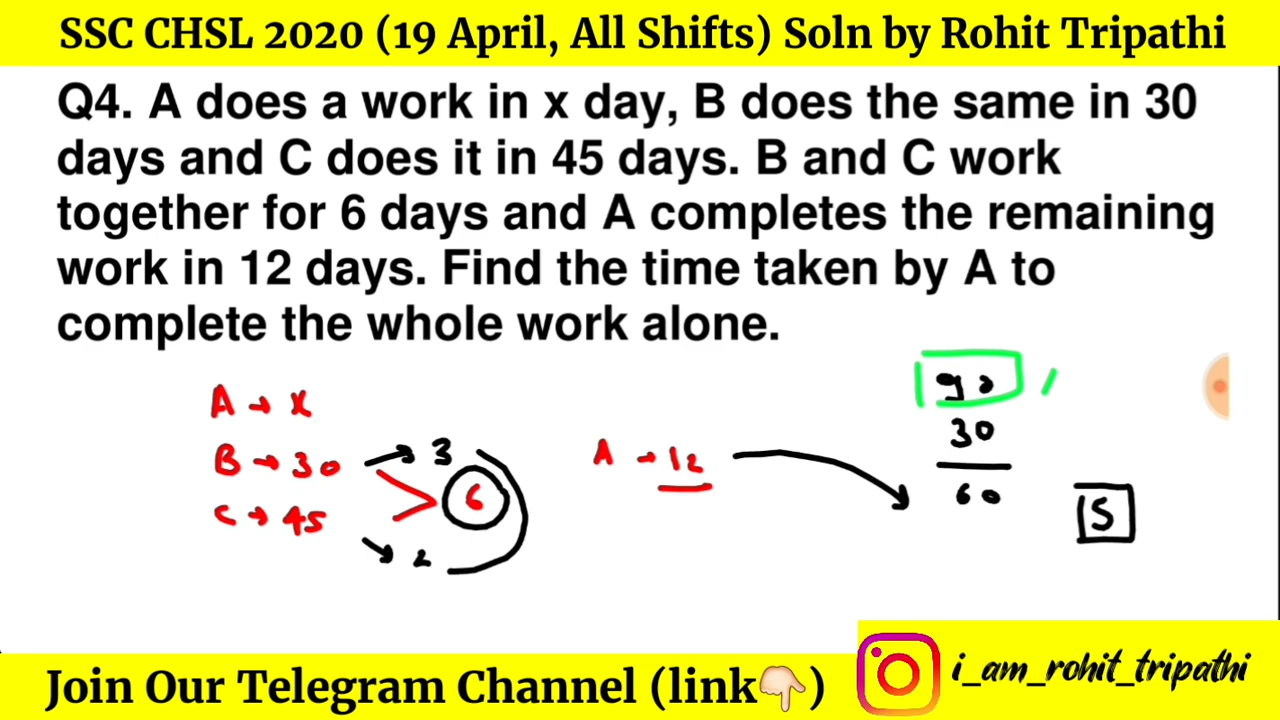 SSC CHSL 2020 (19 April, All Shifts) Soln by Rohit Tripathi
Q4. A does a work in x day, B does the same in 30
days and C does it in 45 days. B and C work
together for 6 days and A completes the remaining
work in 12 days. Find the time taken by A to
complete the whole work alone.
A → x
B → 30 → 3
C → 45 → 2
6
A → 12
90
30
60
5
Join Our Telegram Channel (link👇)
i_am_rohit_tripathi